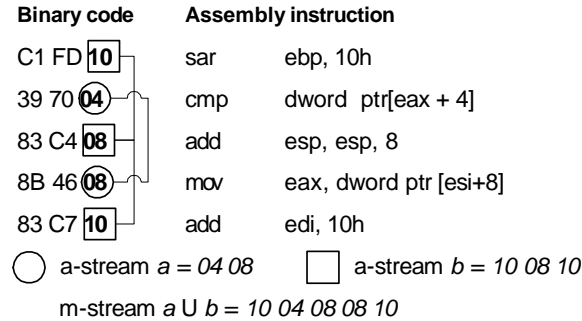 Binary code Assembly instruction
C1 FD 10 sar ebp, 10h
39 70 04 cmp dword ptr[eax + 4]
83 C4 08 add esp, esp, 8
8B 46 08 mov eax, dword ptr [esi+8]
83 C7 10 add edi, 10h
a-stream a = 04 08 a-stream b = 10 08 10
m-stream a U b = 10 04 08 08 10